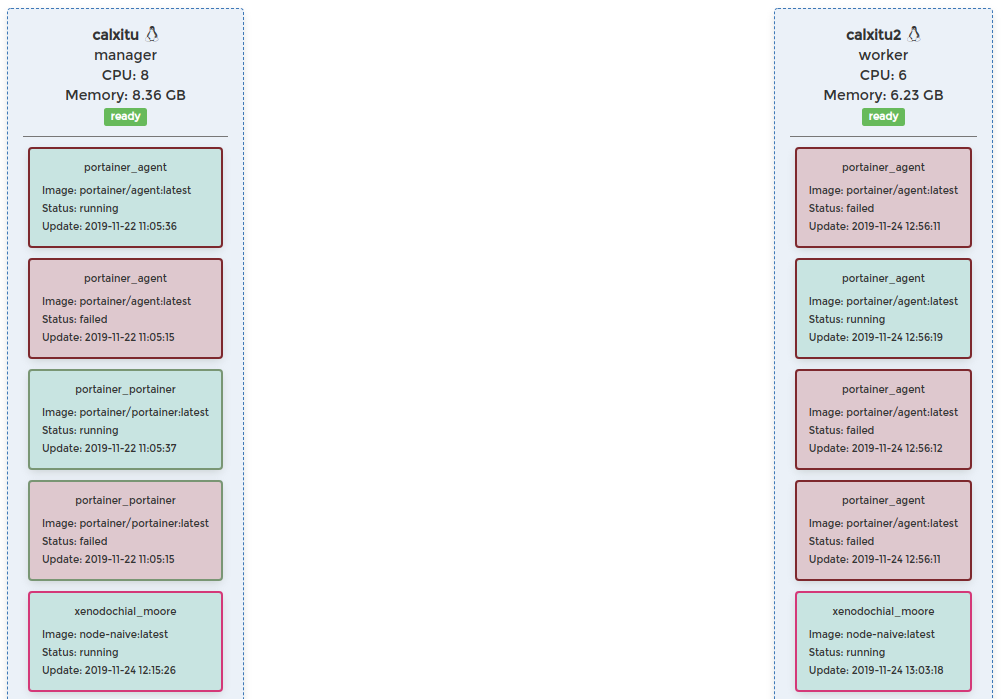 calxitu
manager
CPU: 8
Memory: 8.36 GB
ready
portainer_agent
Image: portainer/agent:latest
Status: running
Update: 2019-11-22 11:05:36
portainer_agent
Image: portainer/agent:latest
Status: failed
Update: 2019-11-22 11:05:15
portainer_portainer
Image: portainer/portainer:latest
Status: running
Update: 2019-11-22 11:05:37
portainer_portainer
Image: portainer/portainer:latest
Status: failed
Update: 2019-11-22 11:05:15
xenodochial_moore
Image: node-naive:latest
Status: running
Update: 2019-11-24 12:15:26
calxitu2
worker
CPU: 6
Memory: 6.23 GB
ready
portainer_agent
Image: portainer/agent:latest
Status: failed
Update: 2019-11-24 12:56:11
portainer_agent
Image: portainer/agent:latest
Status: running
Update: 2019-11-24 12:56:19
portainer_agent
Image: portainer/agent:latest
Status: failed
Update: 2019-11-24 12:56:12
portainer_agent
Image: portainer/agent:latest
Status: failed
Update: 2019-11-24 12:56:11
xenodochial_moore
Image: node-naive:latest
Status: running
Update: 2019-11-24 13:03:18